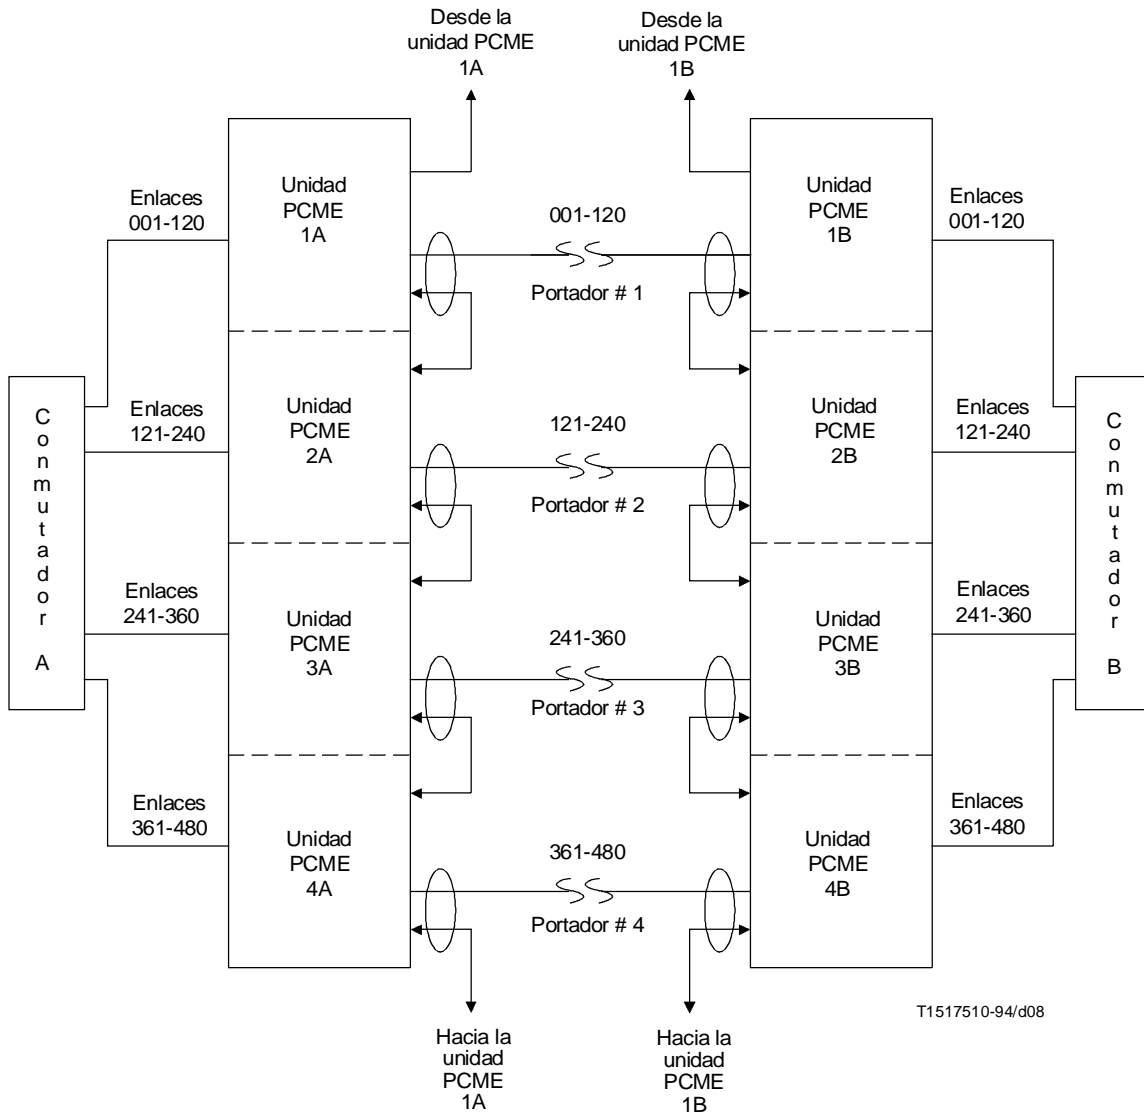 Desde la
unidad PCME
1A
Desde la
unidad PCME
1B
Unidad
PCME
1A
Unidad
PCME
1B
Enlaces
001-120
001-120
Enlaces
001-120
Portador # 1
Conmutador A
Enlaces
121-240
Unidad
PCME
2A
121-240
Portador # 2
Unidad
PCME
2B
Enlaces
121-240
Conmutador B
Enlaces
241-360
Unidad
PCME
3A
241-360
Portador # 3
Unidad
PCME
3B
Enlaces
241-360
Enlaces
361-480
Unidad
PCME
4A
361-480
Portador # 4
Unidad
PCME
4B
Enlaces
361-480
T1517510-94/d08
Hacia la
unidad
PCME
1A
Hacia la
unidad
PCME
1B